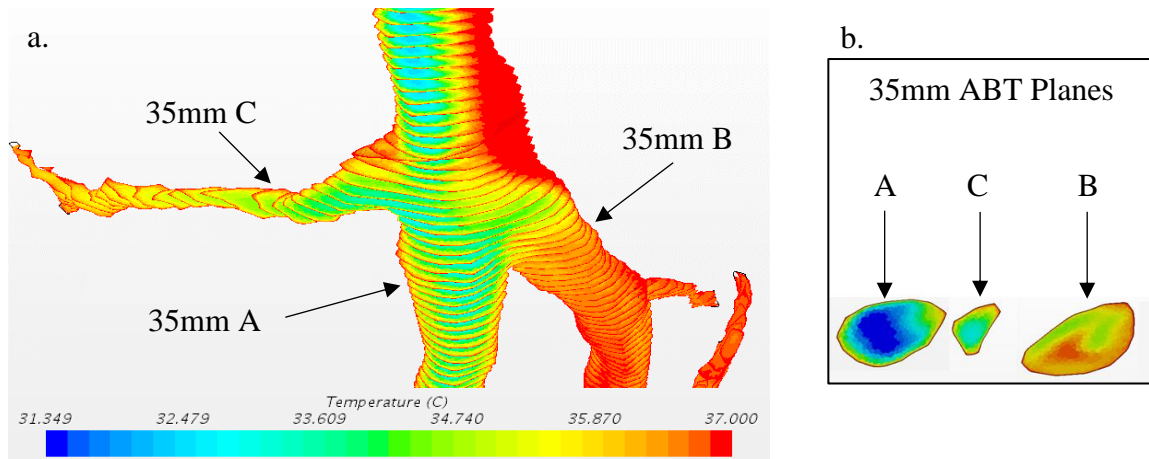 a.
35mm C
35mm B
35mm A
Temperature (C)
31.349 32.479 33.609 34.740 35.870 37.000
b.
35mm ABT Planes
A C B